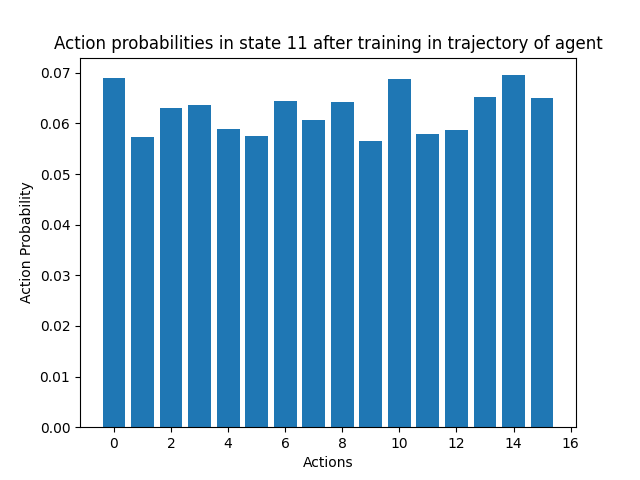 Action probabilities in state 11 after training in trajectory of agent
0.07
0.06
0.05
0.04
0.03
0.02
0.01
0.00
Action Probability
0 2 4 6 8 10 12 14 16
Actions